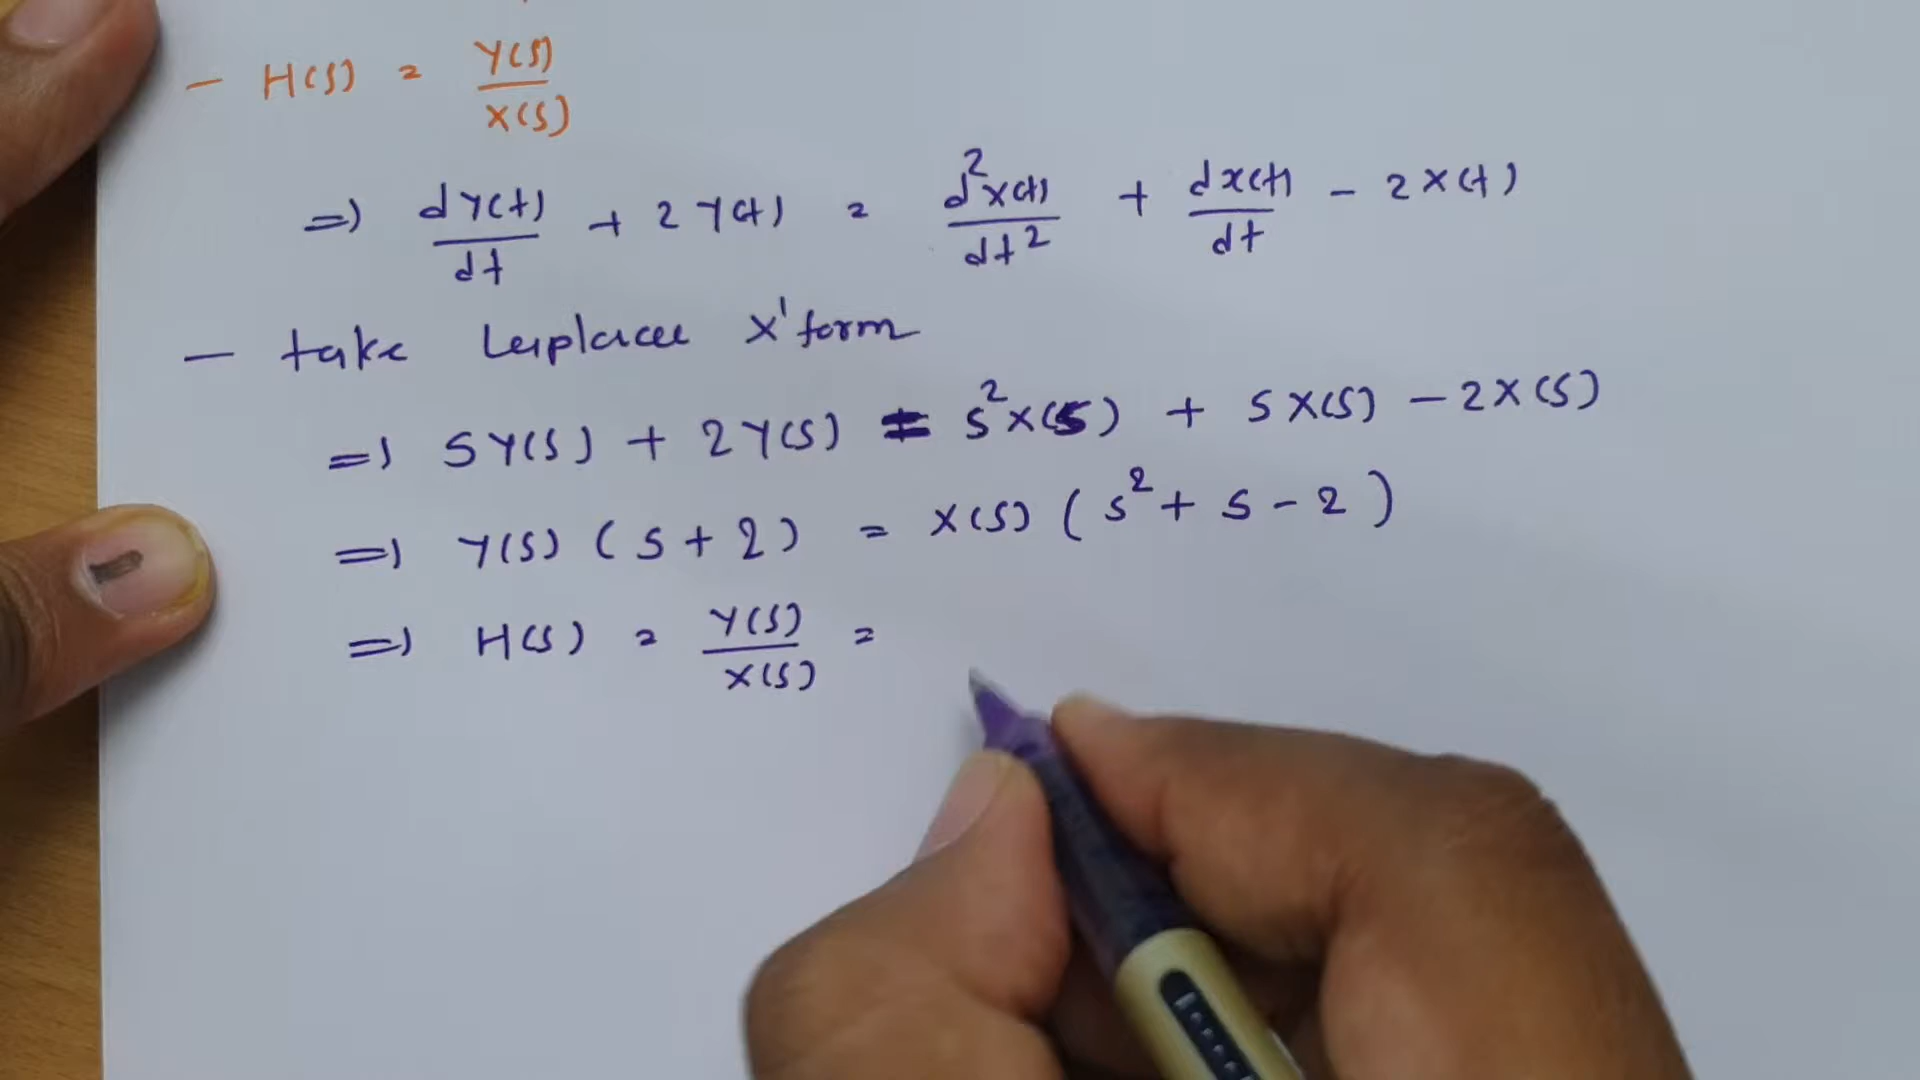 - H(s) = Y(s)/X(s)
=> dy(t)/dt + 2y(t) = d²x(t)/dt² + dx(t)/dt - 2x(t)
- take Laplace x'form
=> sY(s) + 2Y(s) = s²X(s) + sX(s) - 2X(s)
=> Y(s) (s + 2) = X(s) (s² + s - 2)
=> H(s) = Y(s)/X(s) =